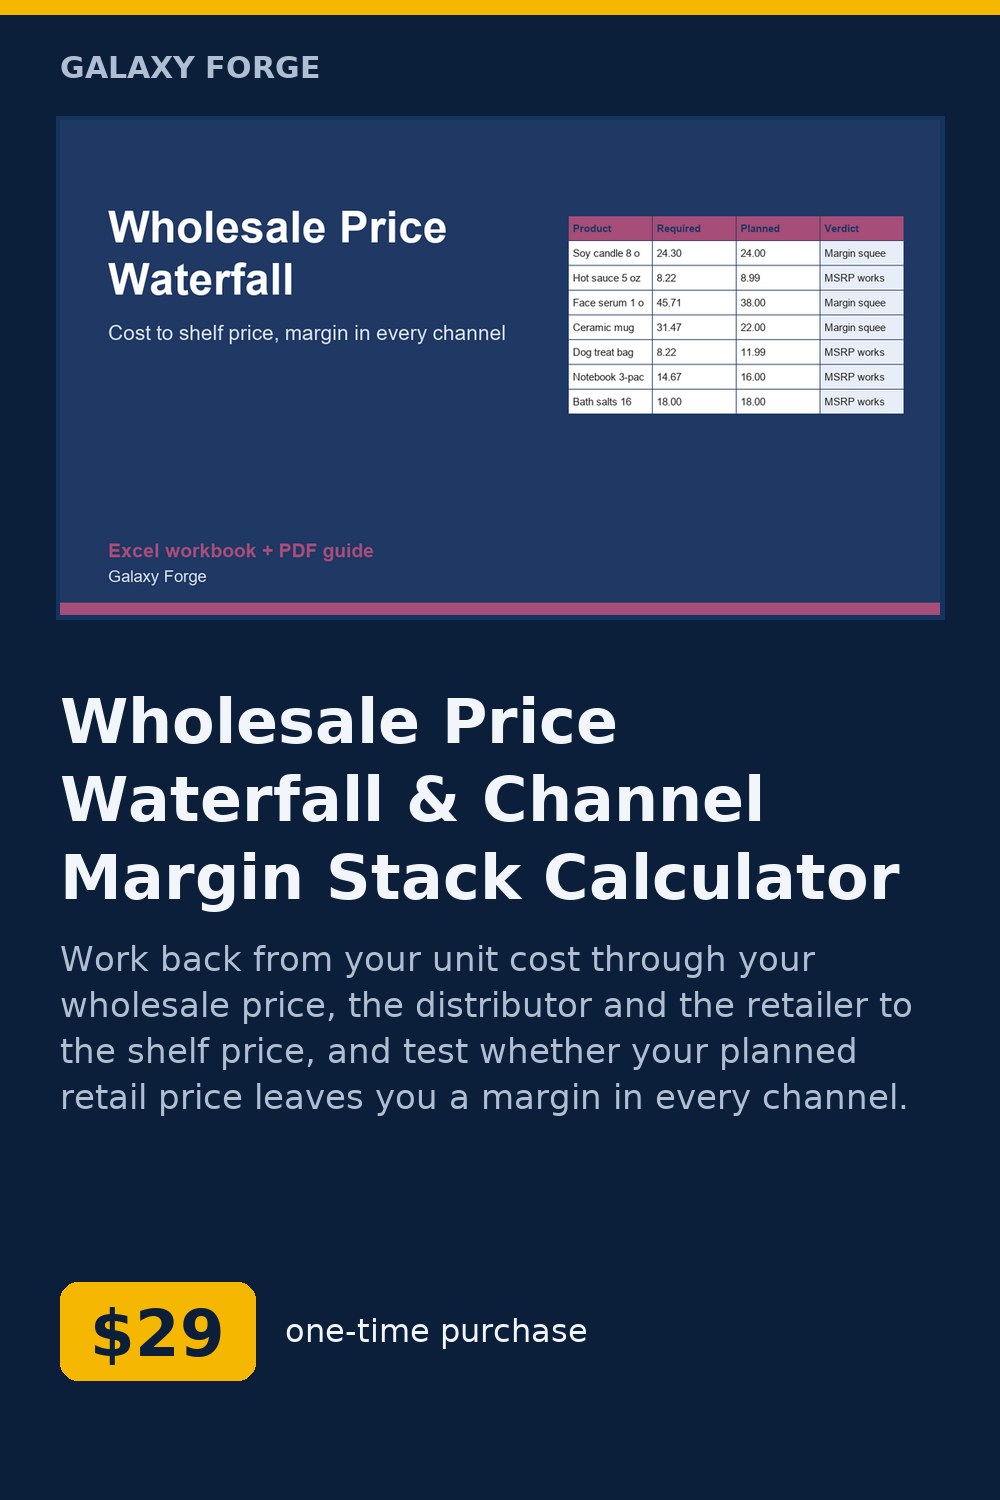 GALAXY FORGE
Wholesale Price
Waterfall
Cost to shelf price, margin in every channel
Product Required Planned Verdict
Soy candle 8 o 24.30 24.00 Margin squee
Hot sauce 5 oz 8.22 8.99 MSRP works
Face serum 1 o 45.71 38.00 Margin squee
Ceramic mug 31.47 22.00 Margin squee
Dog treat bag 8.22 11.99 MSRP works
Notebook 3-pac 14.67 16.00 MSRP works
Bath salts 16 18.00 18.00 MSRP works
Excel workbook + PDF guide
Galaxy Forge
Wholesale Price
Waterfall & Channel
Margin Stack Calculator
Work back from your unit cost through your
wholesale price, the distributor and the retailer to
the shelf price, and test whether your planned
retail price leaves you a margin in every channel.
$29 one-time purchase